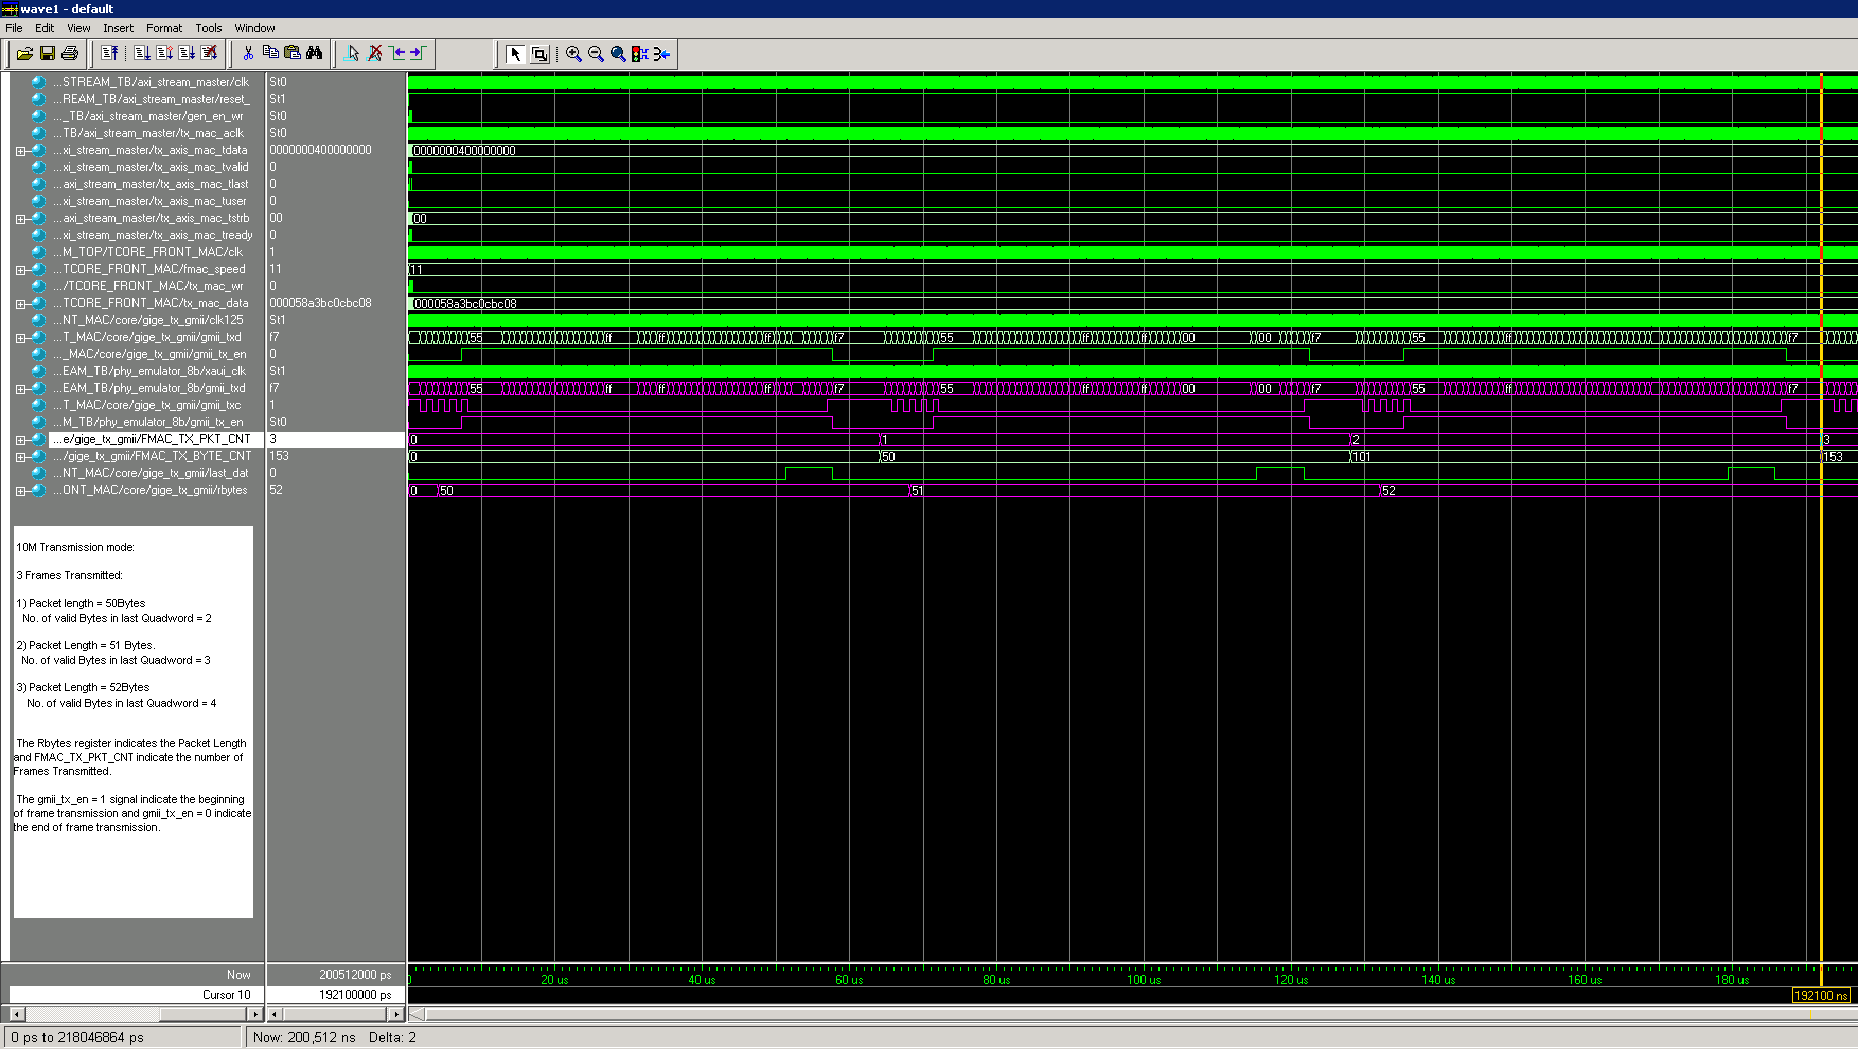 wave1 - default
File Edit View Insert Format Tools Window
...STREAM_TB/axi_stream_master/clk St0
...REAM_TB/axi_stream_master/reset_ St1
..._TB/axi_stream_master/gen_en_wr St0
...TB/axi_stream_master/tx_mac_aclk St0
...xi_stream_master/tx_axis_mac_tdata 0000000400000000 0000000400000000
...xi_stream_master/tx_axis_mac_tvalid 0
...axi_stream_master/tx_axis_mac_tlast 0
...xi_stream_master/tx_axis_mac_tuser 0
...axi_stream_master/tx_axis_mac_tstrb 00 00
...xi_stream_master/tx_axis_mac_tready 0
...M_TOP/TCORE_FRONT_MAC/clk 1
...TCORE_FRONT_MAC/fmac_speed 11 11
.../TCORE_FRONT_MAC/tx_mac_wr 0
...TCORE_FRONT_MAC/tx_mac_data 000058a3bc0cbc08 000058a3bc0cbc08
...NT_MAC/core/gige_tx_gmii/clk125 St1
...T_MAC/core/gige_tx_gmii/gmii_txd f7 55 ff ff ff f7 55 ff ff ff 00 00 f7 55 ff f7
..._MAC/core/gige_tx_gmii/gmii_tx_en 0
...EAM_TB/phy_emulator_8b/xaui_clk St1
...EAM_TB/phy_emulator_8b/gmii_txd f7 55 ff ff ff f7 55 ff ff ff 00 00 f7 55 ff f7
...T_MAC/core/gige_tx_gmii/gmii_txc 1
...M_TB/phy_emulator_8b/gmii_tx_en St0
...e/gige_tx_gmii/FMAC_TX_PKT_CNT 3 0 1 2 3
.../gige_tx_gmii/FMAC_TX_BYTE_CNT 153 0 50 101 153
...NT_MAC/core/gige_tx_gmii/last_dat 0
...ONT_MAC/core/gige_tx_gmii/rbytes 52 0 50 51 52
10M Transmission mode:
3 Frames Transmitted:
1) Packet length = 50Bytes
No. of valid Bytes in last Quadword = 2
2) Packet Length = 51 Bytes.
No. of valid Bytes in last Quadword = 3
3) Packet Length = 52Bytes
No. of valid Bytes in last Quadword = 4
The Rbytes register indicates the Packet Length
and FMAC_TX_PKT_CNT indicate the number of
Frames Transmitted.
The gmii_tx_en = 1 signal indicate the beginning
of frame transmission and gmii_tx_en = 0 indicate
the end of frame transmission.
Now 200512000 ps 20 us 40 us 60 us 80 us 100 us 120 us 140 us 160 us 180 us
Cursor 10 192100000 ps 192100 ns
0 ps to 218046864 ps Now: 200,512 ns Delta: 2